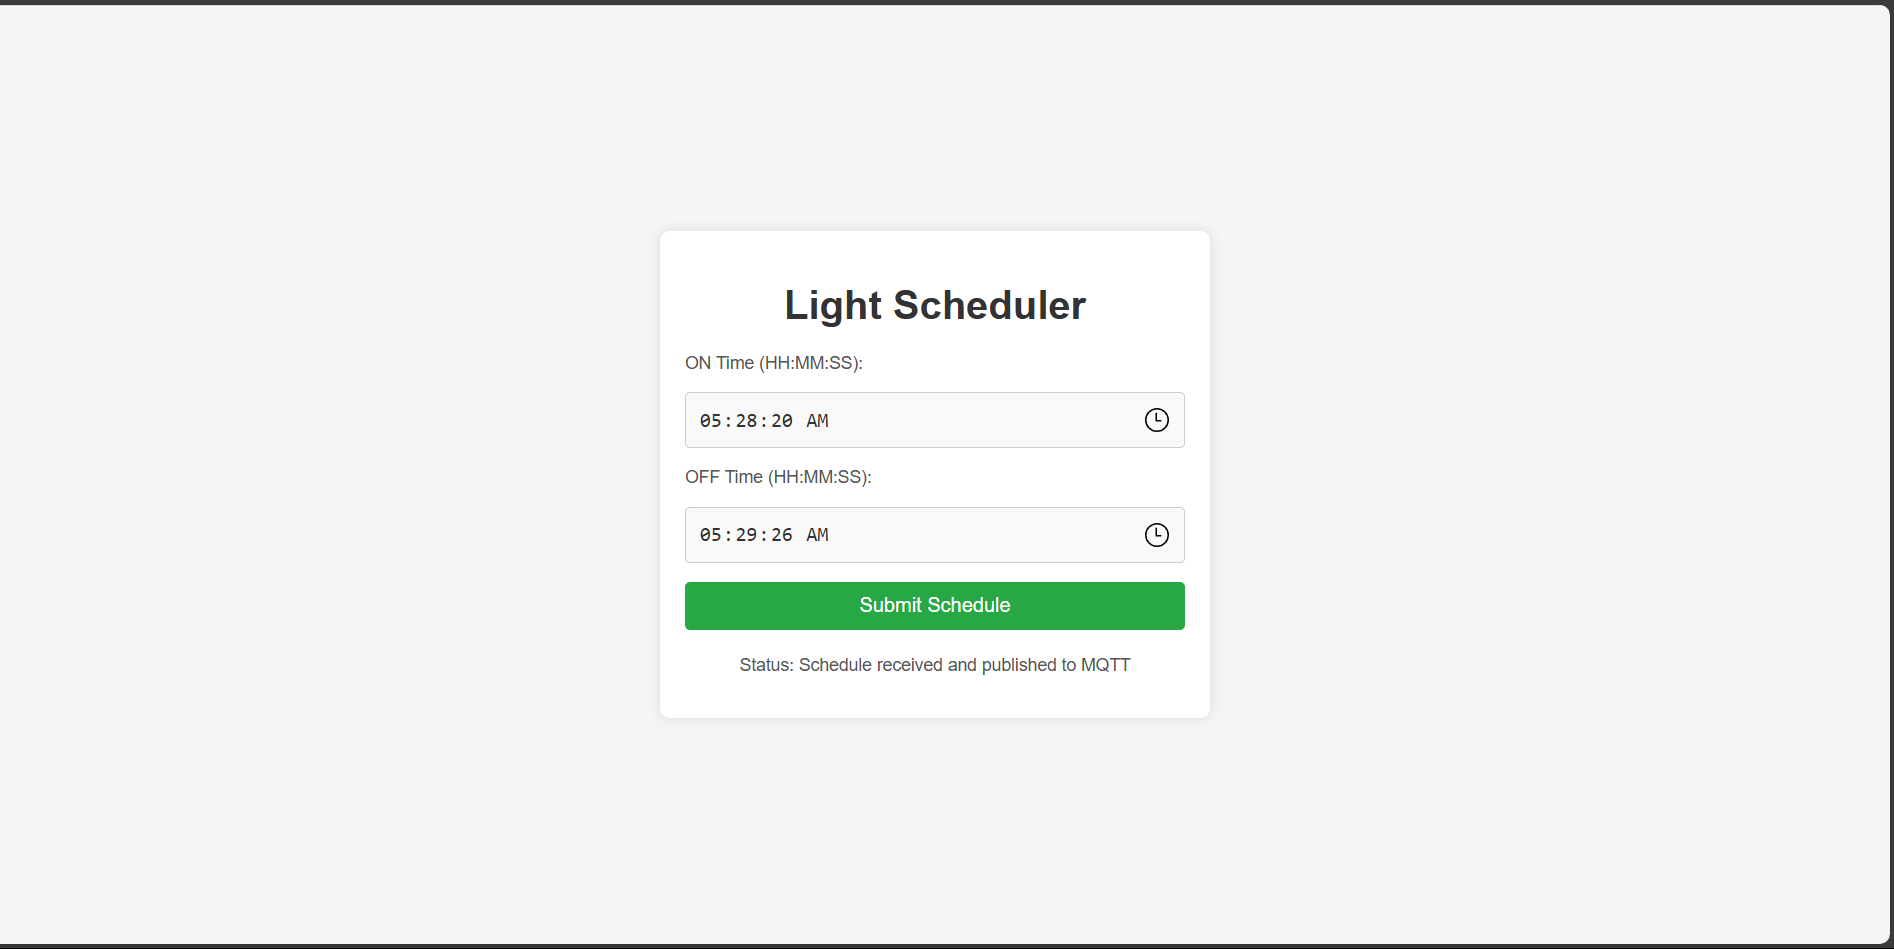 Light Scheduler
ON Time (HH:MM:SS):
05:28:20 AM
OFF Time (HH:MM:SS):
05:29:26 AM
Submit Schedule
Status: Schedule received and published to MQTT